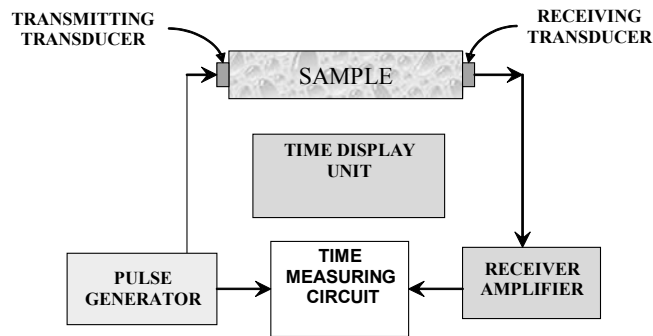 TRANSMITTING
TRANSDUCER
RECEIVING
TRANSDUCER
SAMPLE
TIME DISPLAY
UNIT
PULSE
GENERATOR
TIME
MEASURING
CIRCUIT
RECEIVER
AMPLIFIER